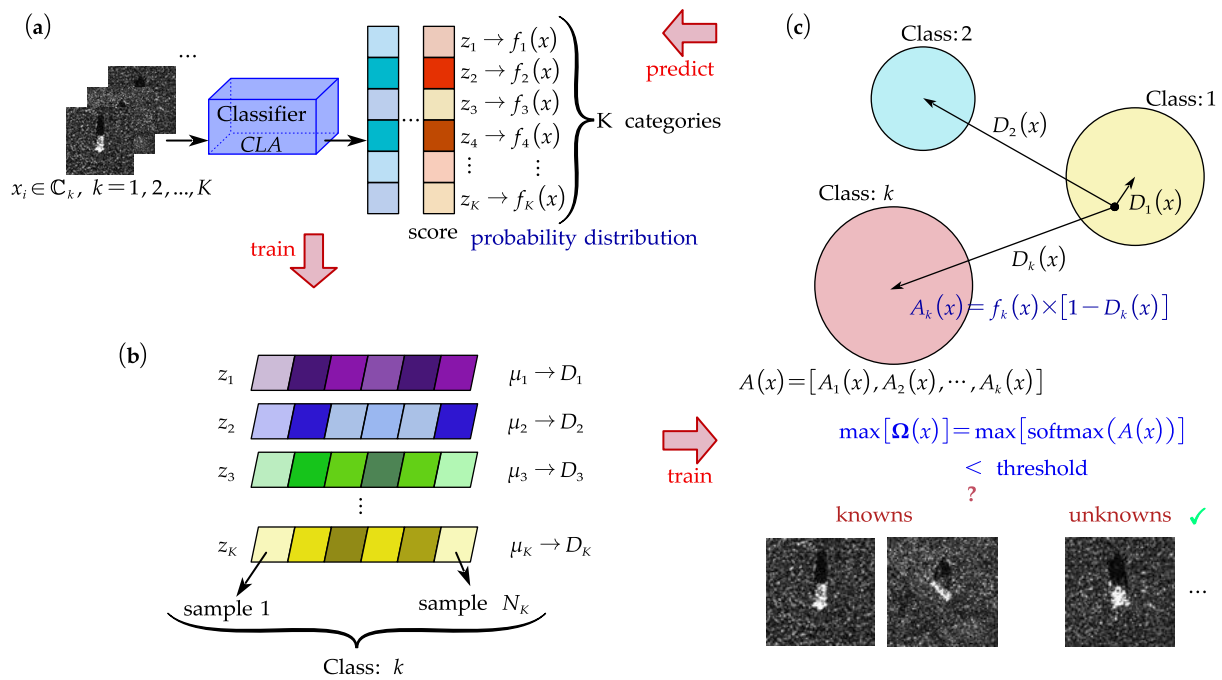 (a)
...
Classifier
CLA
x_i ∈ ℂ_k, k = 1, 2, ..., K
...
z_1 → f_1(x)
z_2 → f_2(x)
z_3 → f_3(x)
z_4 → f_4(x)
⋮ ⋮
z_K → f_K(x)
K categories
score
probability distribution
predict
train
(b)
z_1 μ_1 → D_1
z_2 μ_2 → D_2
z_3 μ_3 → D_3
⋮
z_K μ_K → D_K
sample 1 sample N_K
Class: k
train
(c)
Class: 2
Class: 1
D_2(x)
D_1(x)
Class: k
D_k(x)
A_k(x) = f_k(x) × [1 − D_k(x)]
A(x) = [A_1(x), A_2(x), ⋯, A_k(x)]
max[Ω(x)] = max[softmax(A(x))]
< threshold
?
knowns unknowns ✓
...